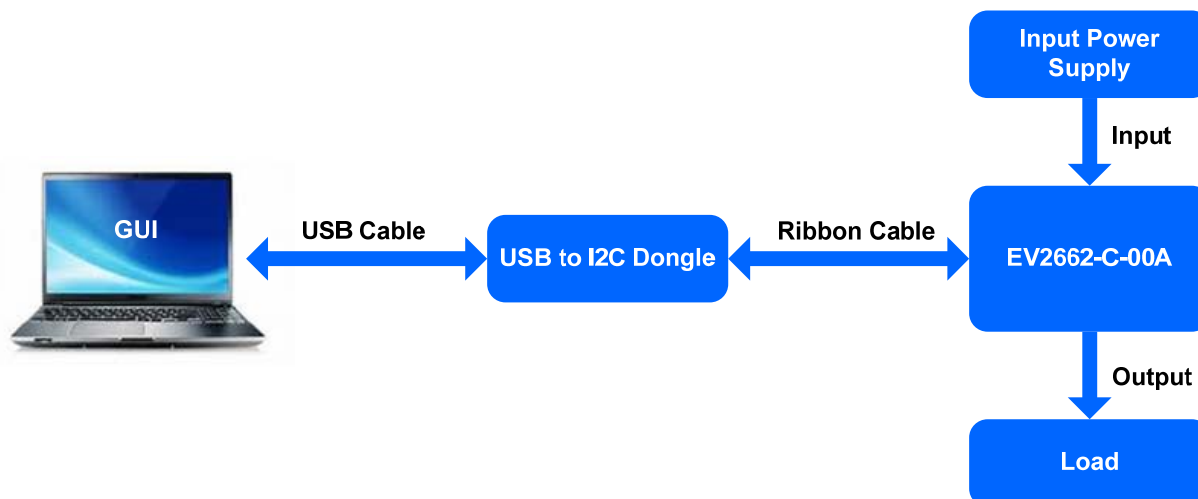 Input Power
Supply
Input
GUI
USB Cable
USB to I2C Dongle
Ribbon Cable
EV2662-C-00A
Output
Load